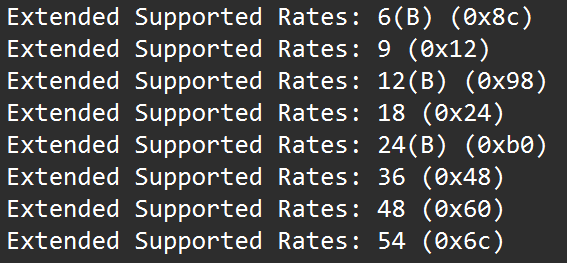 Extended Supported Rates: 6(B) (0x8c)
Extended Supported Rates: 9 (0x12)
Extended Supported Rates: 12(B) (0x98)
Extended Supported Rates: 18 (0x24)
Extended Supported Rates: 24(B) (0xb0)
Extended Supported Rates: 36 (0x48)
Extended Supported Rates: 48 (0x60)
Extended Supported Rates: 54 (0x6c)